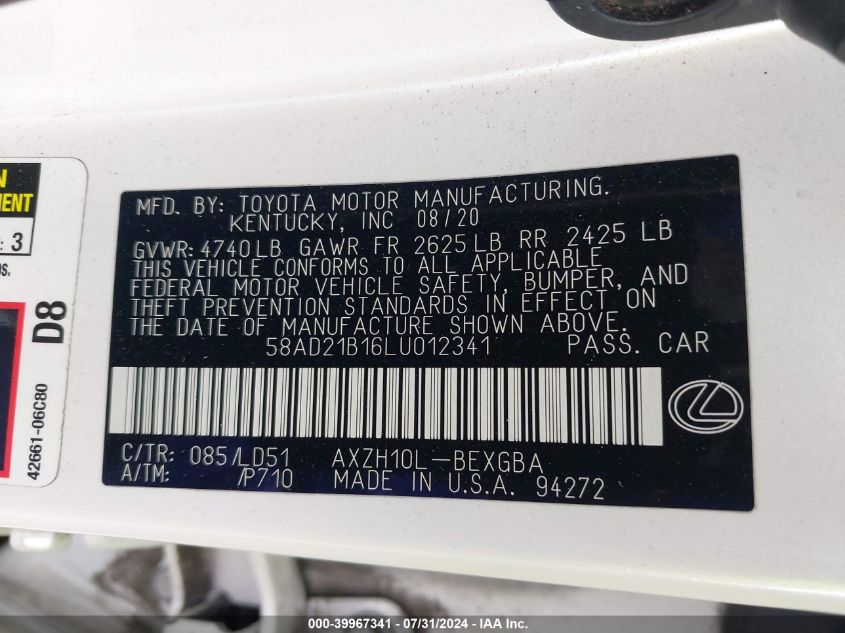 MFD. BY: TOYOTA MOTOR MANUFACTURING.
KENTUCKY, INC 08/20
GVWR: 4740 LB GAWR FR 2625 LB RR 2425 LB
THIS VEHICLE CONFORMS TO ALL APPLICABLE
FEDERAL MOTOR VEHICLE SAFETY, BUMPER, AND
THEFT PREVENTION STANDARDS IN EFFECT ON
THE DATE OF MANUFACTURE SHOWN ABOVE.
58AD21B16LU012341 PASS. CAR
C/TR: 085/LD51 AXZH10L-BEXGBA
A/TM: /P710 MADE IN U.S.A. 94272
: 3
D8
42661-06C80
000-39967341 - 07/31/2024 - IAA Inc.